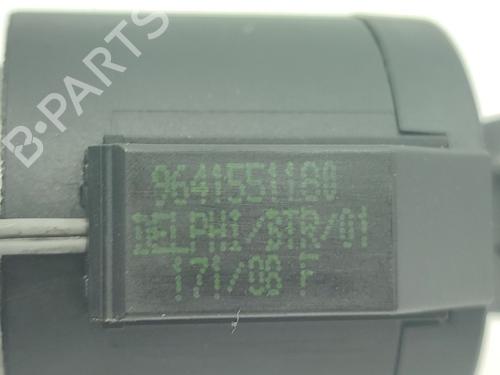 B-PARTS
9641551180
DELPHI/BTR/01
171/08 F